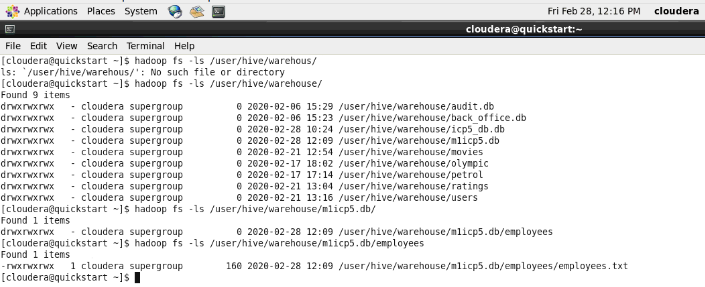 Applications Places System Fri Feb 28, 12:16 PM cloudera
cloudera@quickstart:~
File Edit View Search Terminal Help
[cloudera@quickstart ~]$ hadoop fs -ls /user/hive/warehous/
ls: `/user/hive/warehous/': No such file or directory
[cloudera@quickstart ~]$ hadoop fs -ls /user/hive/warehouse/
Found 9 items
drwxrwxrwx - cloudera supergroup 0 2020-02-06 15:29 /user/hive/warehouse/audit.db
drwxrwxrwx - cloudera supergroup 0 2020-02-06 15:23 /user/hive/warehouse/back_office.db
drwxrwxrwx - cloudera supergroup 0 2020-02-28 10:24 /user/hive/warehouse/icp5_db.db
drwxrwxrwx - cloudera supergroup 0 2020-02-28 12:09 /user/hive/warehouse/m1icp5.db
drwxrwxrwx - cloudera supergroup 0 2020-02-21 12:54 /user/hive/warehouse/movies
drwxrwxrwx - cloudera supergroup 0 2020-02-17 18:02 /user/hive/warehouse/olympic
drwxrwxrwx - cloudera supergroup 0 2020-02-17 17:14 /user/hive/warehouse/petrol
drwxrwxrwx - cloudera supergroup 0 2020-02-21 13:04 /user/hive/warehouse/ratings
drwxrwxrwx - cloudera supergroup 0 2020-02-21 13:16 /user/hive/warehouse/users
[cloudera@quickstart ~]$ hadoop fs -ls /user/hive/warehouse/m1icp5.db/
Found 1 items
drwxrwxrwx - cloudera supergroup 0 2020-02-28 12:09 /user/hive/warehouse/m1icp5.db/employees
[cloudera@quickstart ~]$ hadoop fs -ls /user/hive/warehouse/m1icp5.db/employees
Found 1 items
-rwxrwxrwx 1 cloudera supergroup 160 2020-02-28 12:09 /user/hive/warehouse/m1icp5.db/employees/employees.txt
[cloudera@quickstart ~]$